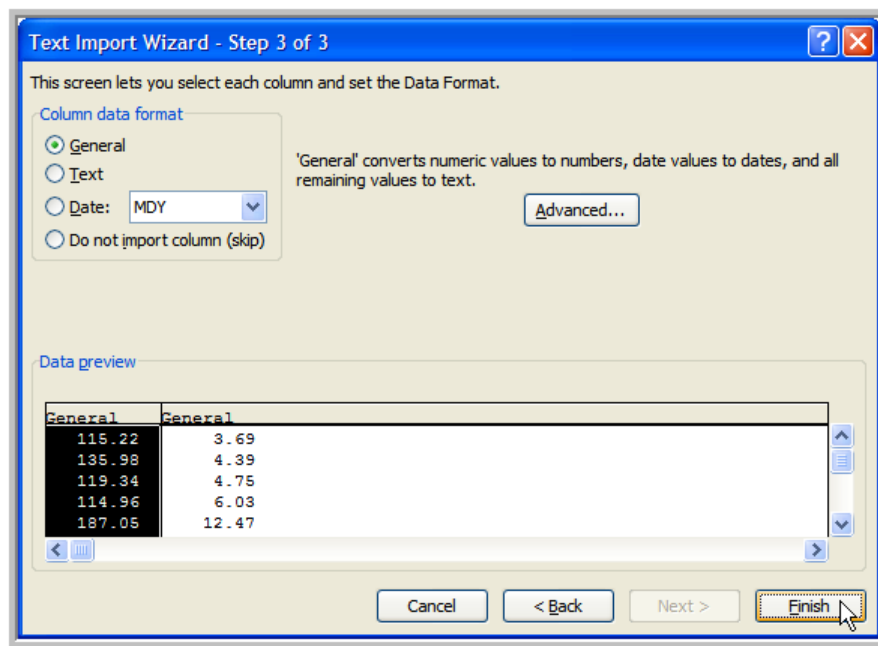 Text Import Wizard - Step 3 of 3
?
This screen lets you select each column and set the Data Format.
Column data format
General
Text
Date: MDY
Do not import column (skip)
'General' converts numeric values to numbers, date values to dates, and all
remaining values to text.
Advanced...
Data preview
General General
115.22 3.69
135.98 4.39
119.34 4.75
114.96 6.03
187.05 12.47
Cancel < Back Next > Finish